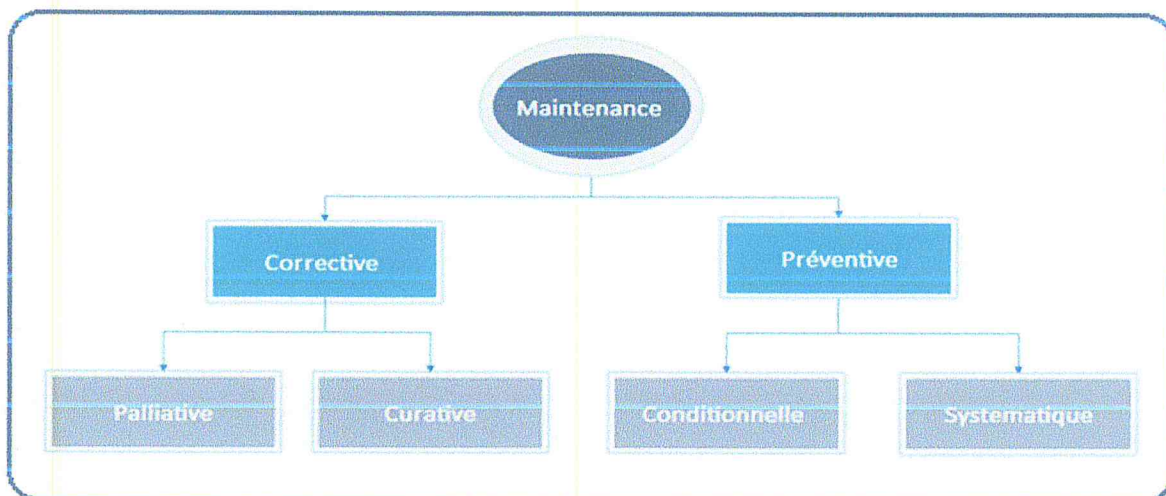 Maintenance
Corrective
Préventive
Palliative
Curative
Conditionnelle
Systematique